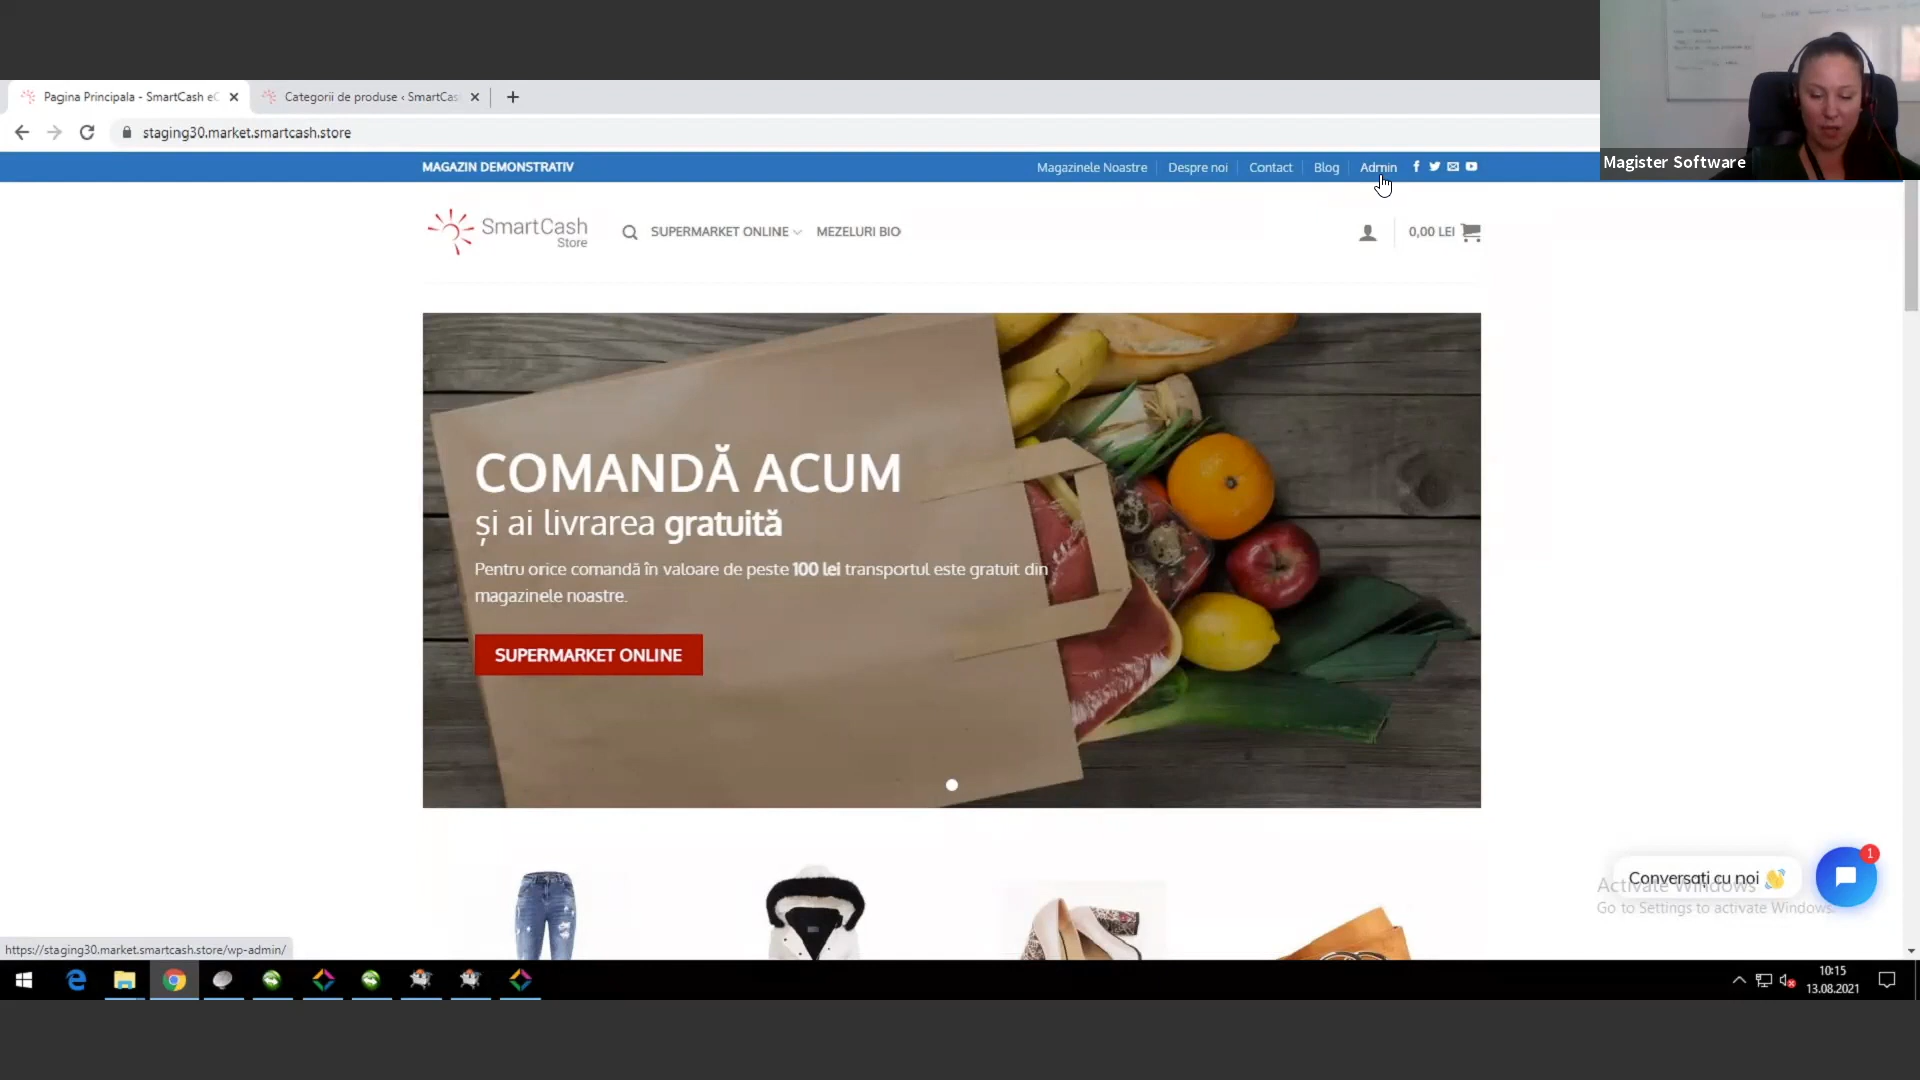 Pagina Principala - SmartCash eC
Categorii de produse ‹ SmartCas
staging30.market.smartcash.store
Magister Software
MAGAZIN DEMONSTRATIV
Magazinele Noastre
Despre noi
Contact
Blog
Admin
SmartCash
Store
SUPERMARKET ONLINE
MEZELURI BIO
0,00 LEI
COMANDĂ ACUM
și ai livrarea gratuită
Pentru orice comandă în valoare de peste 100 lei transportul este gratuit din
magazinele noastre.
SUPERMARKET ONLINE
1
Conversați cu noi 👋
Activate Windows
Go to Settings to activate Windows.
https://staging30.market.smartcash.store/wp-admin/
10:15
13.08.2021